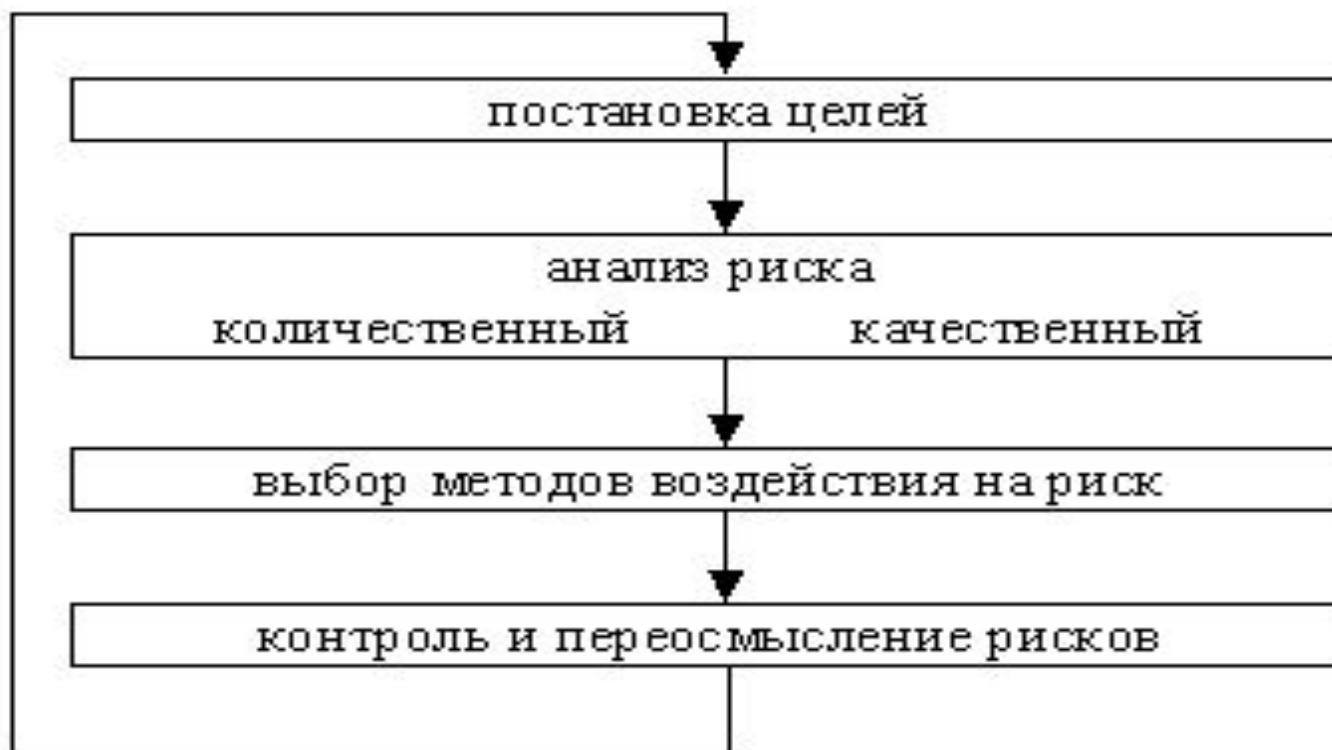 постановка целей
анализ риска
количественный качественный
выбор методов воздействия на риск
контроль и переосмысление рисков